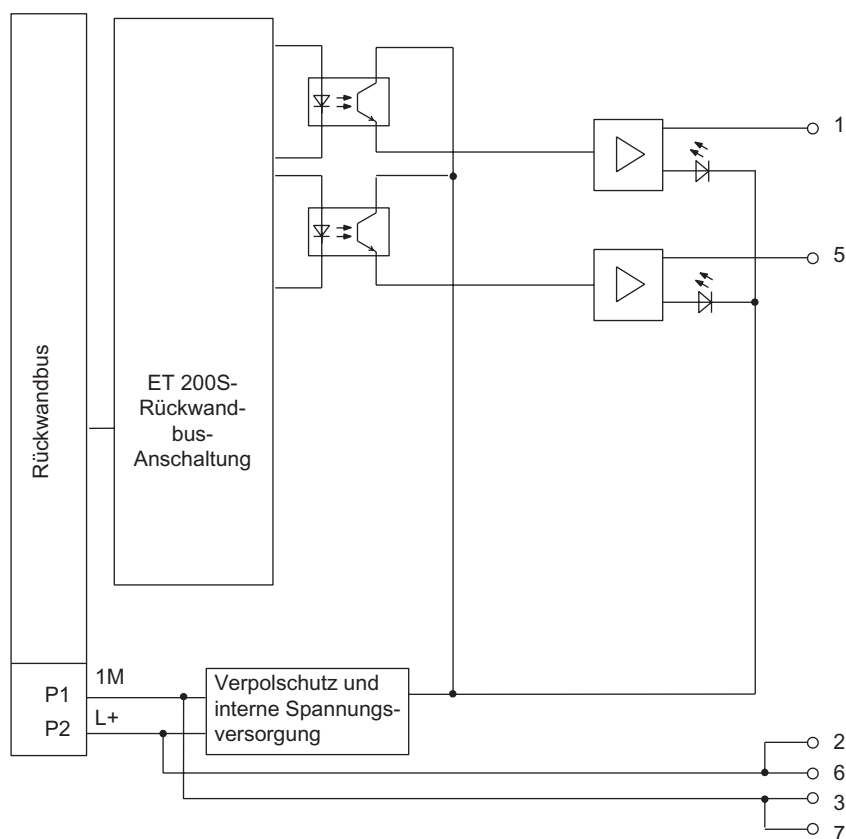 1
5
Rückwandbus
ET 200S-
Rückwand-
bus-
Anschaltung
1M
P1
L+
P2
Verpolschutz und
interne Spannungs-
versorgung
2
6
3
7